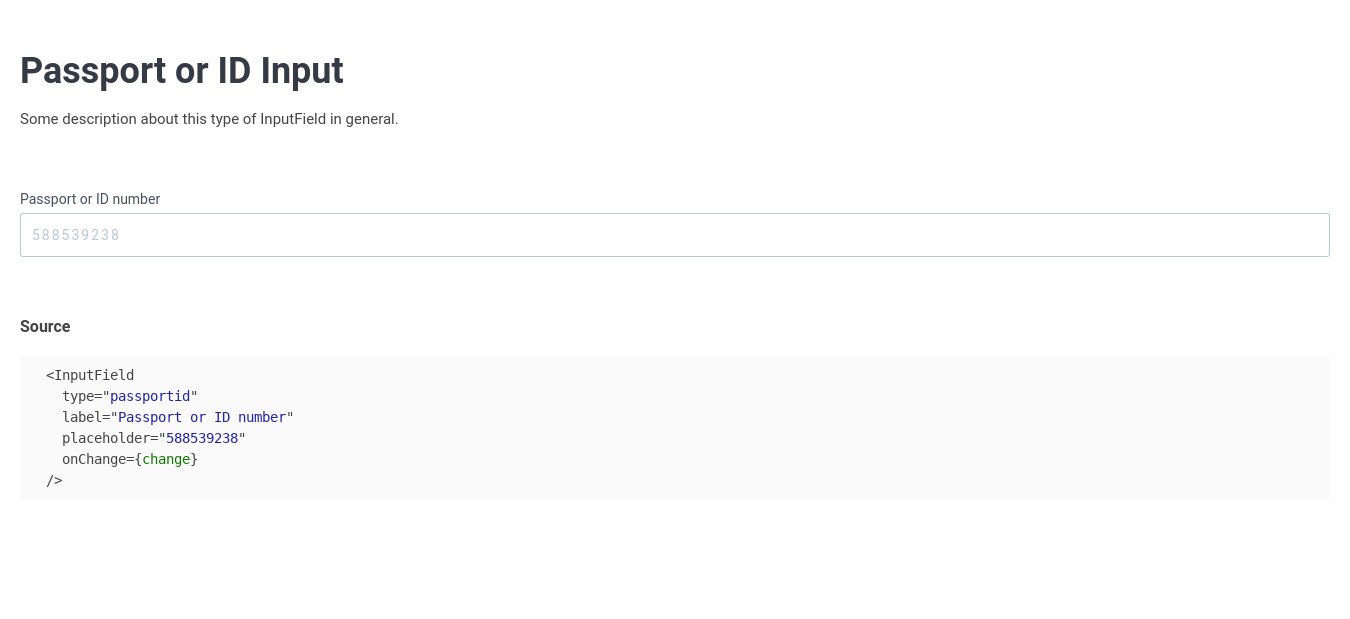 Passport or ID Input
Some description about this type of InputField in general.
Passport or ID number
588539238
Source
<InputField
type="passportid"
label="Passport or ID number"
placeholder="588539238"
onChange={change}
/>